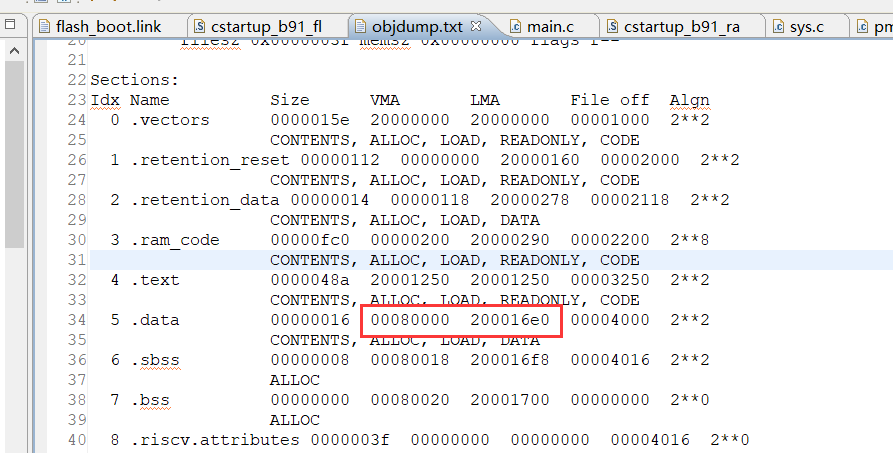 flash_boot.link cstartup_b91_fl objdump.txt main.c cstartup_b91_ra sys.c pm
20 filesz 0x0000003f memsz 0x00000000 flags r--
21
22 Sections:
23 Idx Name Size VMA LMA File off Algn
24 0 .vectors 0000015e 20000000 20000000 00001000 2**2
25 CONTENTS, ALLOC, LOAD, READONLY, CODE
26 1 .retention_reset 00000112 00000000 20000160 00002000 2**2
27 CONTENTS, ALLOC, LOAD, READONLY, CODE
28 2 .retention_data 00000014 00000118 20000278 00002118 2**2
29 CONTENTS, ALLOC, LOAD, DATA
30 3 .ram_code 00000fc0 00000200 20000290 00002200 2**8
31 CONTENTS, ALLOC, LOAD, READONLY, CODE
32 4 .text 0000048a 20001250 20001250 00003250 2**2
33 CONTENTS, ALLOC, LOAD, READONLY, CODE
34 5 .data 00000016 00080000 200016e0 00004000 2**2
35 CONTENTS, ALLOC, LOAD, DATA
36 6 .sbss 00000008 00080018 200016f8 00004016 2**2
37 ALLOC
38 7 .bss 00000000 00080020 20001700 00000000 2**0
39 ALLOC
40 8 .riscv.attributes 0000003f 00000000 00000000 00004016 2**0